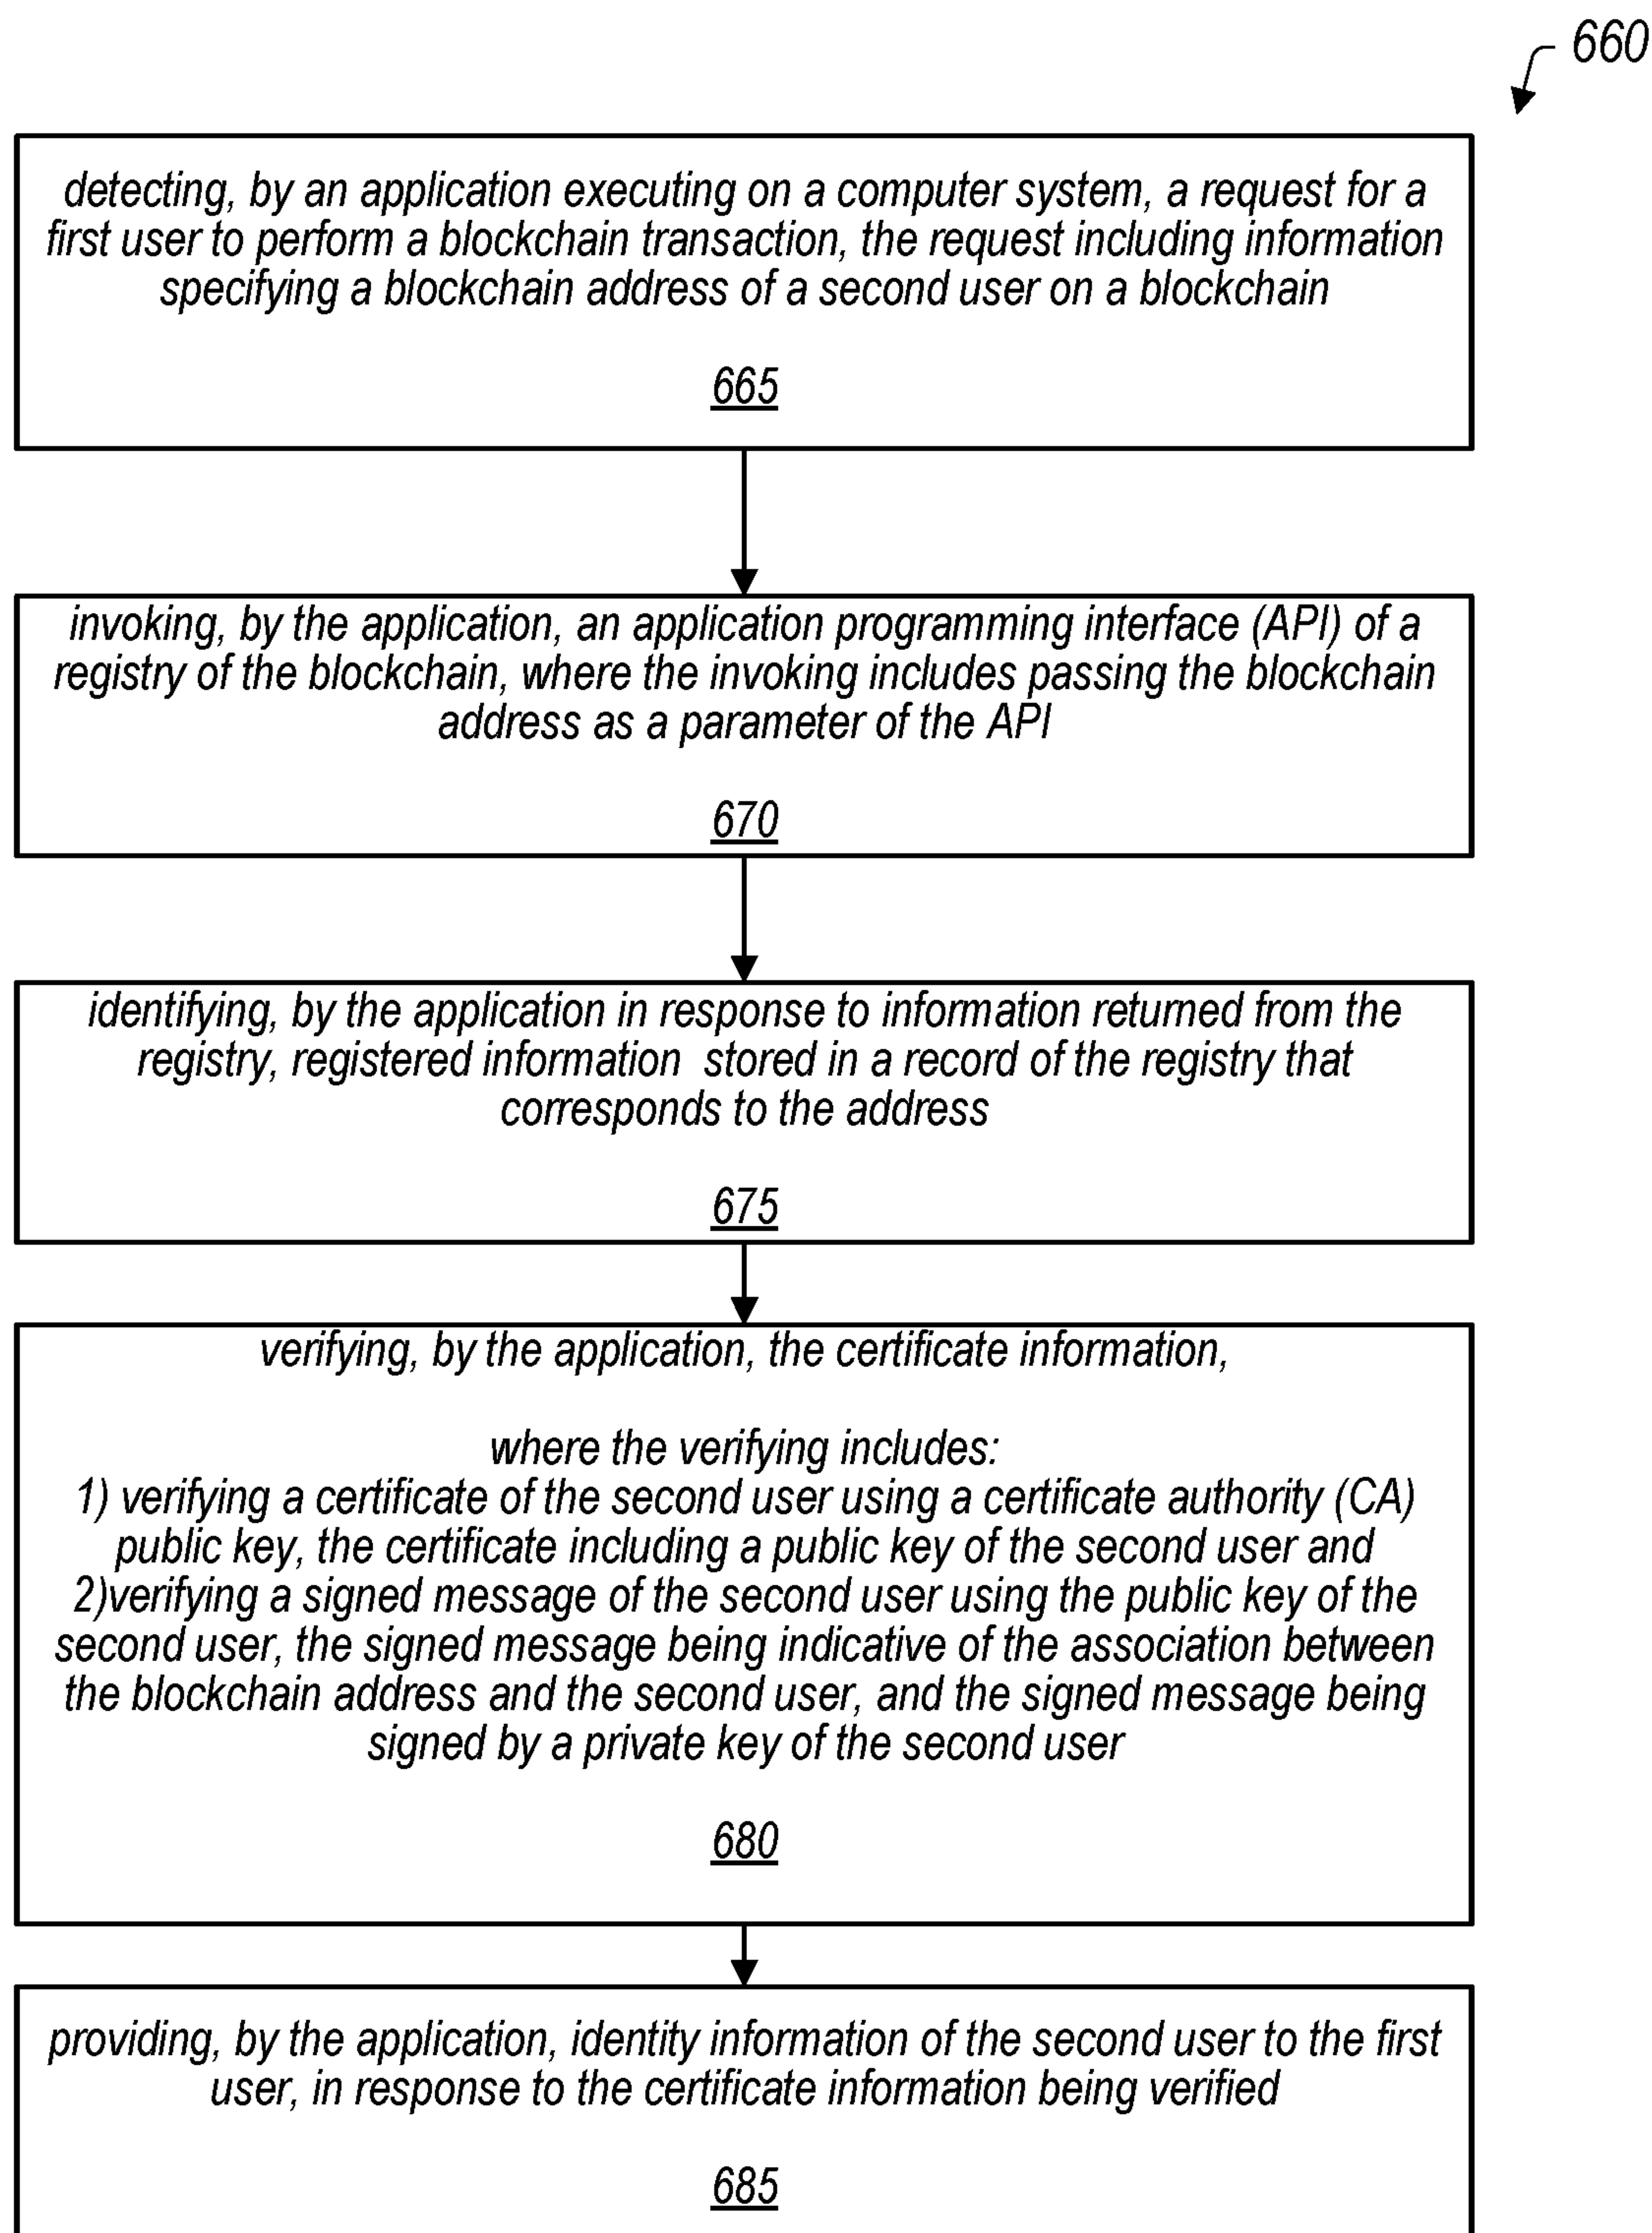 660
detecting, by an application executing on a computer system, a request for a
first user to perform a blockchain transaction, the request including information
specifying a blockchain address of a second user on a blockchain
665
invoking, by the application, an application programming interface (API) of a
registry of the blockchain, where the invoking includes passing the blockchain
address as a parameter of the API
670
identifying, by the application in response to information returned from the
registry, registered information  stored in a record of the registry that
corresponds to the address
675
verifying, by the application, the certificate information,
where the verifying includes:
1) verifying a certificate of the second user using a certificate authority (CA)
public key, the certificate including a public key of the second user and
2)verifying a signed message of the second user using the public key of the
second user, the signed message being indicative of the association between
the blockchain address and the second user, and the signed message being
signed by a private key of the second user
680
providing, by the application, identity information of the second user to the first
user, in response to the certificate information being verified
685